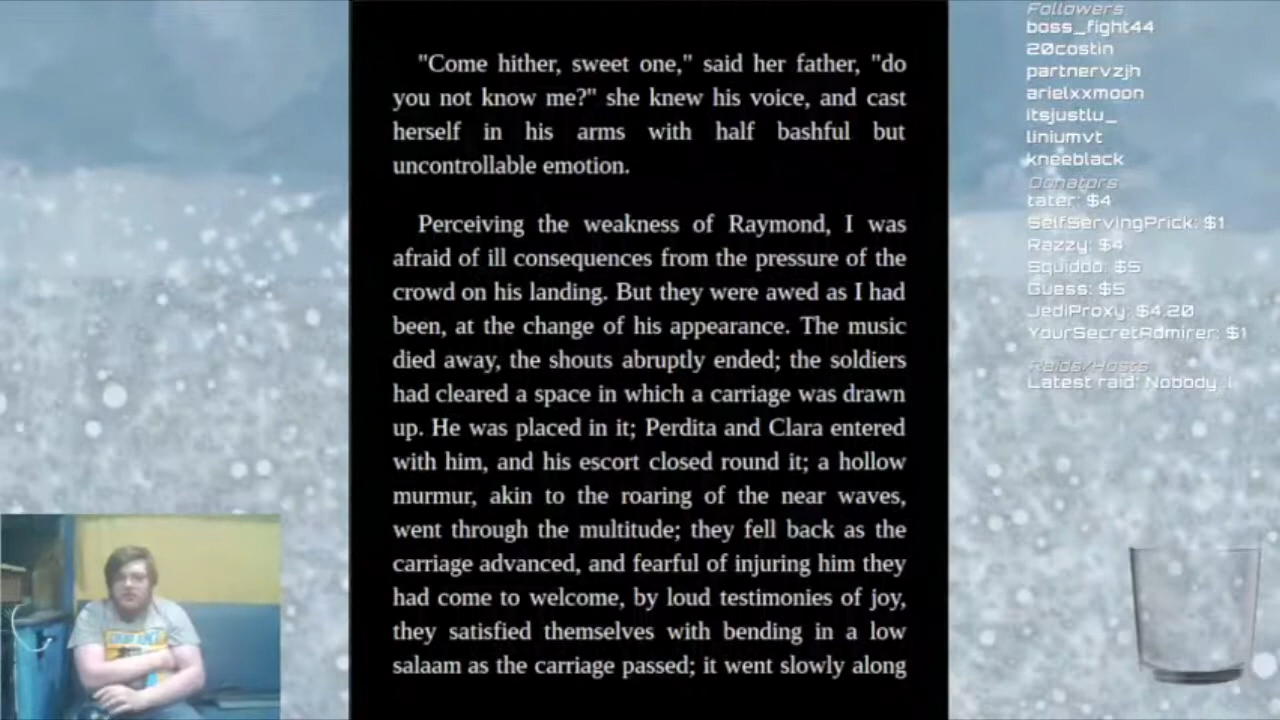 "Come hither, sweet one," said her father, "do
you not know me?" she knew his voice, and cast
herself in his arms with half bashful but
uncontrollable emotion.
Perceiving the weakness of Raymond, I was
afraid of ill consequences from the pressure of the
crowd on his landing. But they were awed as I had
been, at the change of his appearance. The music
died away, the shouts abruptly ended; the soldiers
had cleared a space in which a carriage was drawn
up. He was placed in it; Perdita and Clara entered
with him, and his escort closed round it; a hollow
murmur, akin to the roaring of the near waves,
went through the multitude; they fell back as the
carriage advanced, and fearful of injuring him they
had come to welcome, by loud testimonies of joy,
they satisfied themselves with bending in a low
salaam as the carriage passed; it went slowly along
Followers
boss_fight44
20costin
partnervzjh
arielxxmoon
itsjustlu_
liniumvt
kneeblack
Donators
tater: $4
SelfServingPrick: $1
Razzy: $4
Squidoo: $5
Guess: $5
JediProxy: $4.20
YourSecretAdmirer: $1
Raids/Hosts
Latest raid: Nobody